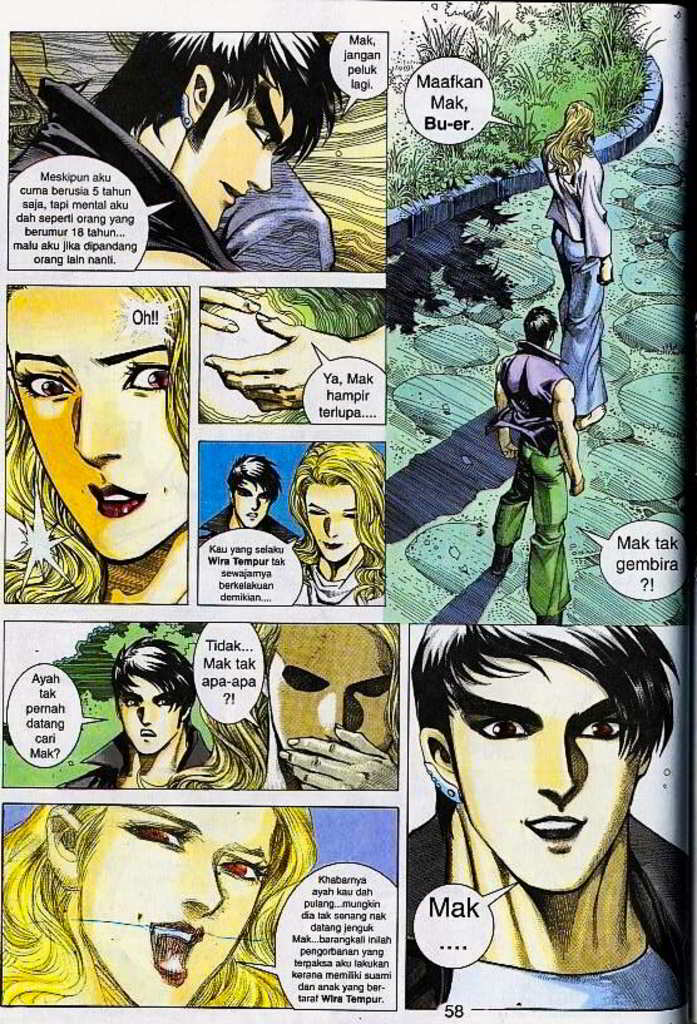 Mak,
jangan
peluk
lagi.
Meskipun aku
cuma berusia 5 tahun
saja, tapi mental aku
dah seperti orang yang
berumur 18 tahun...
malu aku jika dipandang
orang lain nanti.
Maafkan
Mak,
Bu-er.
Oh!!
Ya, Mak
hampir
terlupa....
Kau yang selaku
Wira Tempur tak
sewajarnya
berkelakuan
demikian....
Mak tak
gembira
?!
Ayah
tak
pernah
datang
cari
Mak?
Tidak...
Mak tak
apa-apa
?!
Khabarnya
ayah kau dah
pulang...mungkin
dia tak senang nak
datang jenguk
Mak...barangkali inilah
pengorbanan yang
terpaksa aku lakukan
kerana memiliki suami
dan anak yang ber-
taraf Wira Tempur.
Mak
....
58